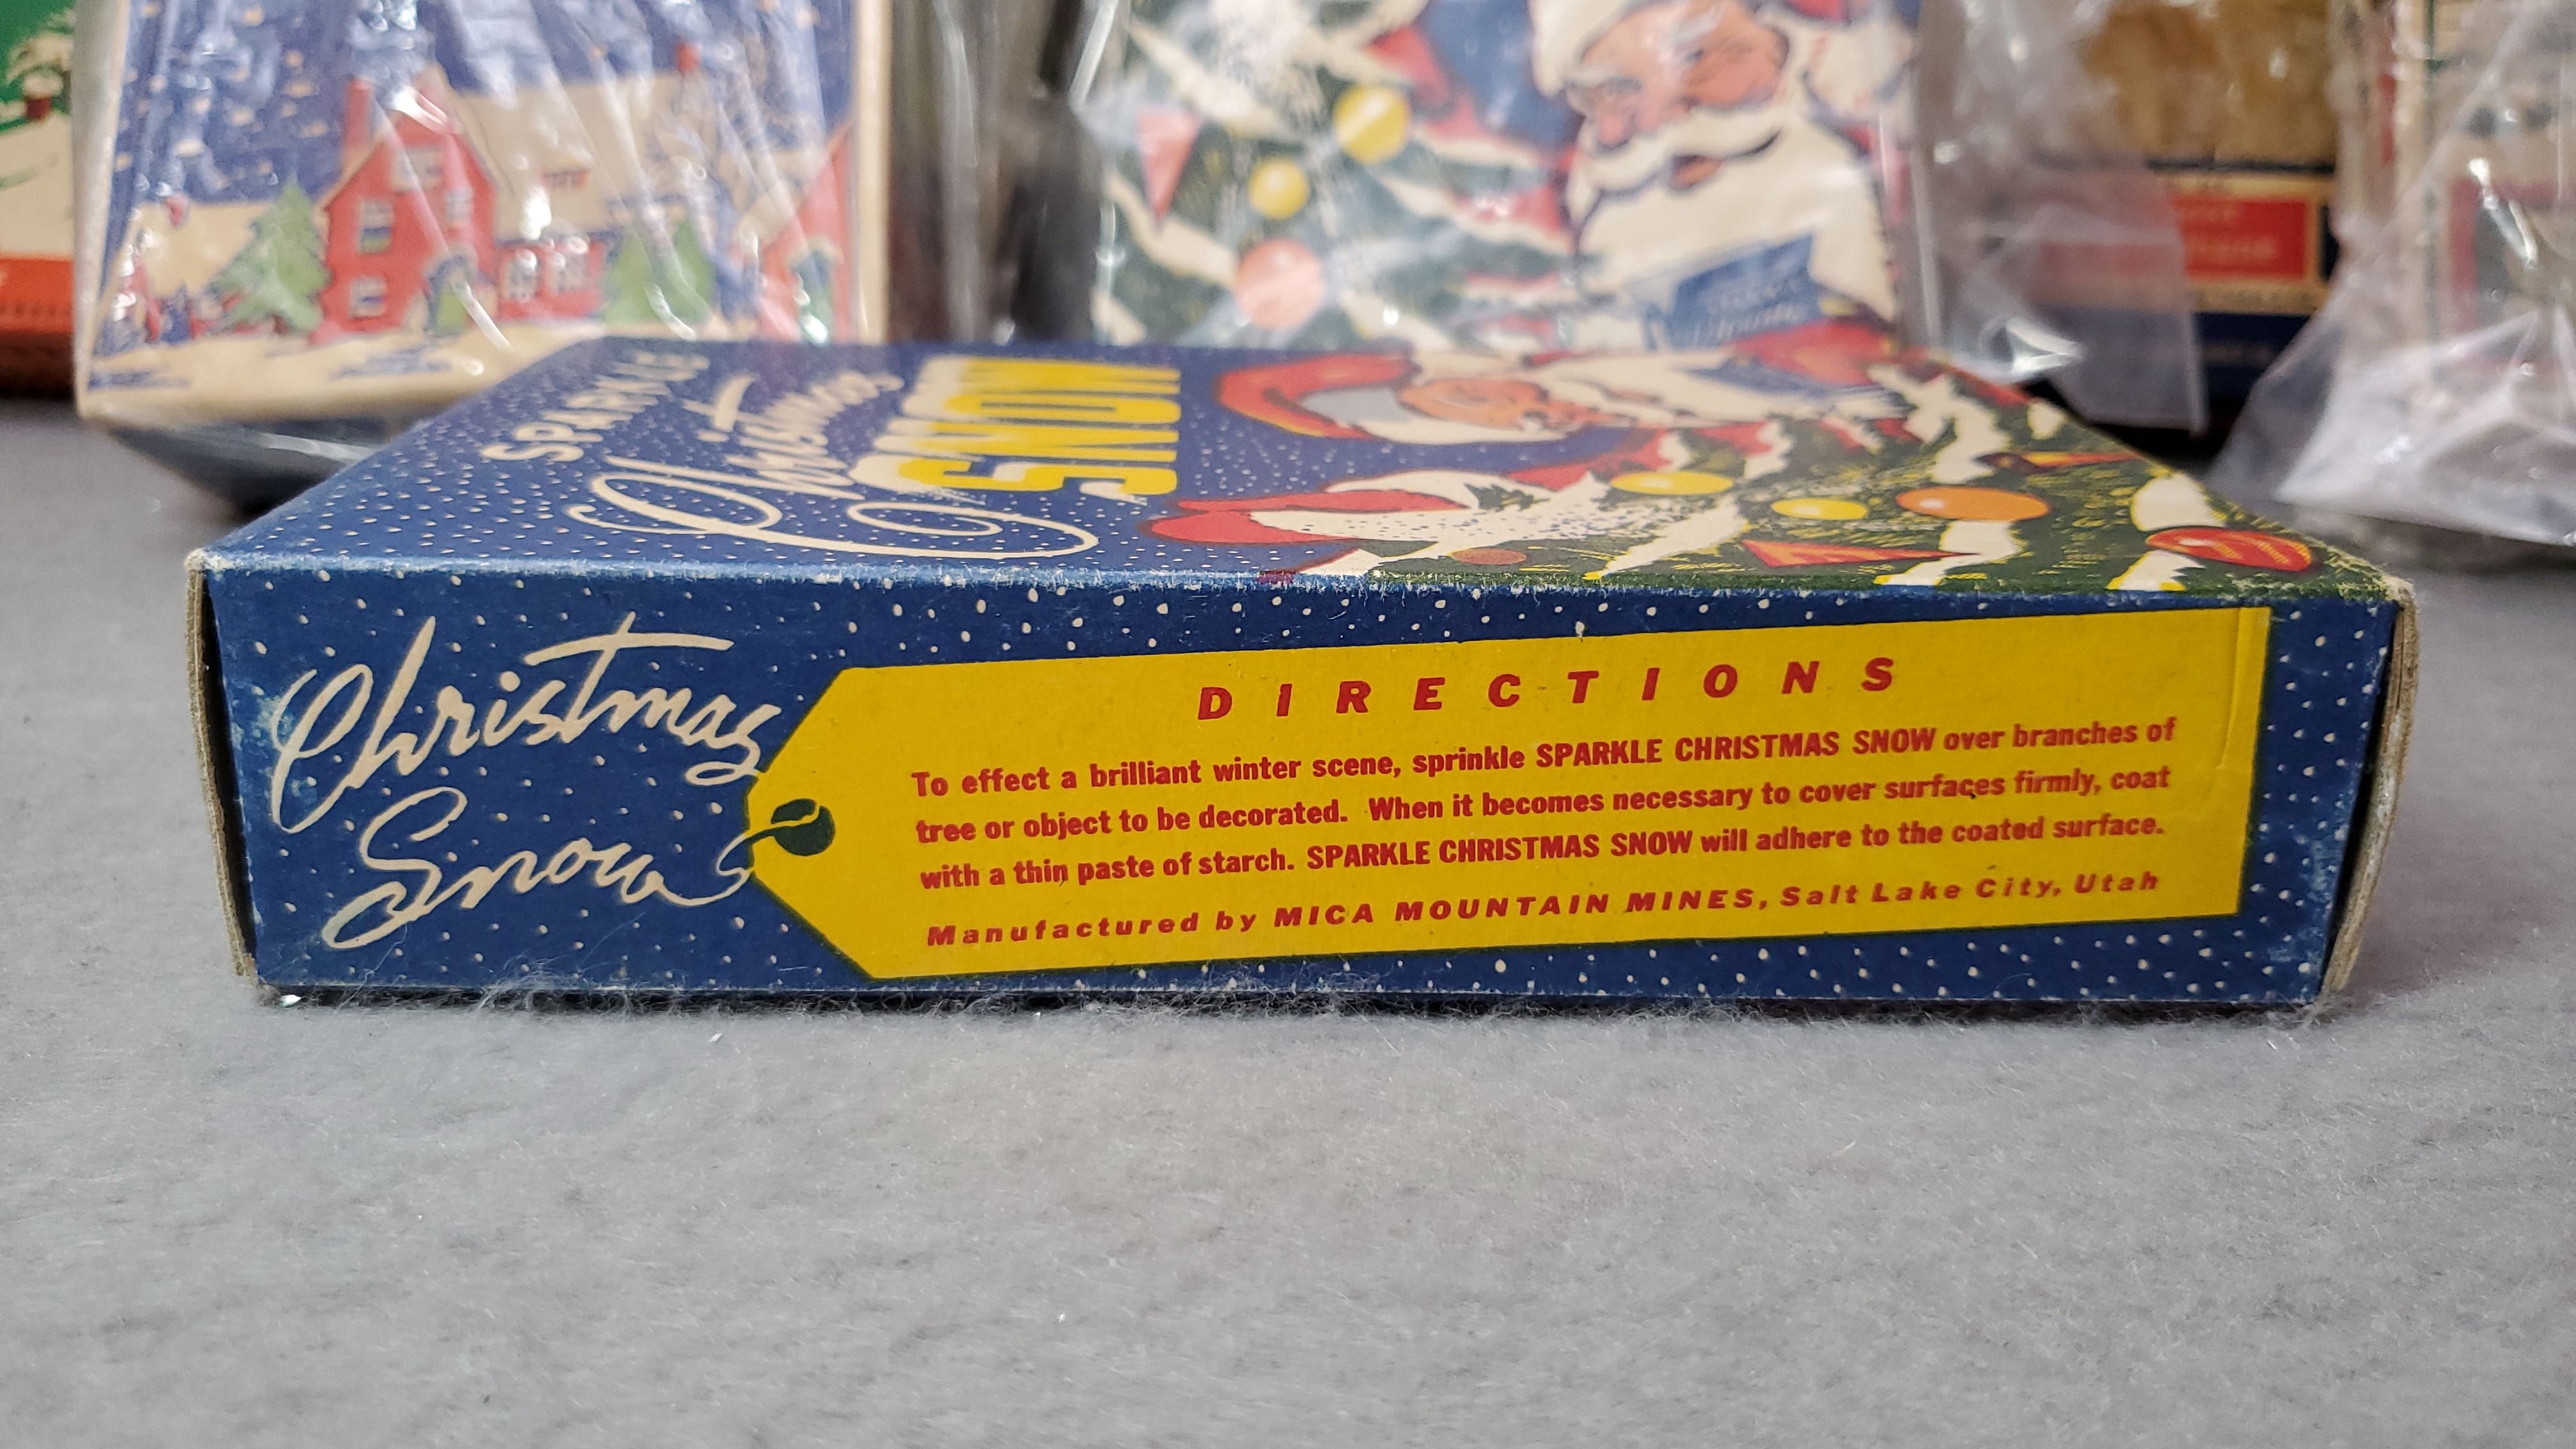 SPARKLE
Christmas
SNOW
Christmas
Snow
DIRECTIONS
To effect a brilliant winter scene, sprinkle SPARKLE CHRISTMAS SNOW over branches of
tree or object to be decorated. When it becomes necessary to cover surfaces firmly, coat
with a thin paste of starch. SPARKLE CHRISTMAS SNOW will adhere to the coated surface.
Manufactured by MICA MOUNTAIN MINES, Salt Lake City, Utah